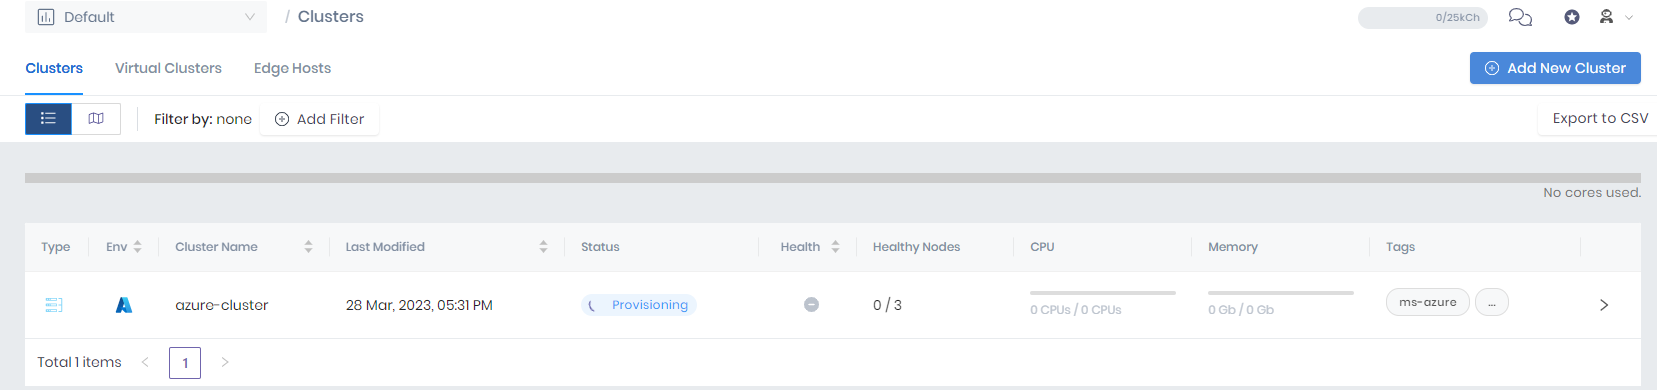 Default / Clusters 0/25kCh
Clusters Virtual Clusters Edge Hosts Add New Cluster
Filter by: none Add Filter Export to CSV
No cores used.
Type Env Cluster Name Last Modified Status Health Healthy Nodes CPU Memory Tags
azure-cluster 28 Mar, 2023, 05:31 PM Provisioning 0 / 3 0 CPUs / 0 CPUs 0 Gb / 0 Gb ms-azure ...
Total 1 items 1